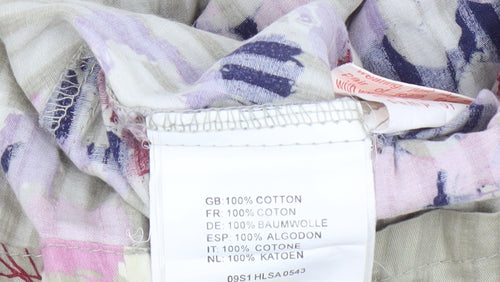 GB: 100% COTTON
FR: 100% COTON
DE: 100% BAUMWOLLE
ESP: 100% ALGODON
IT: 100% COTONE
NL: 100% KATOEN
09S1 HLSA 0543